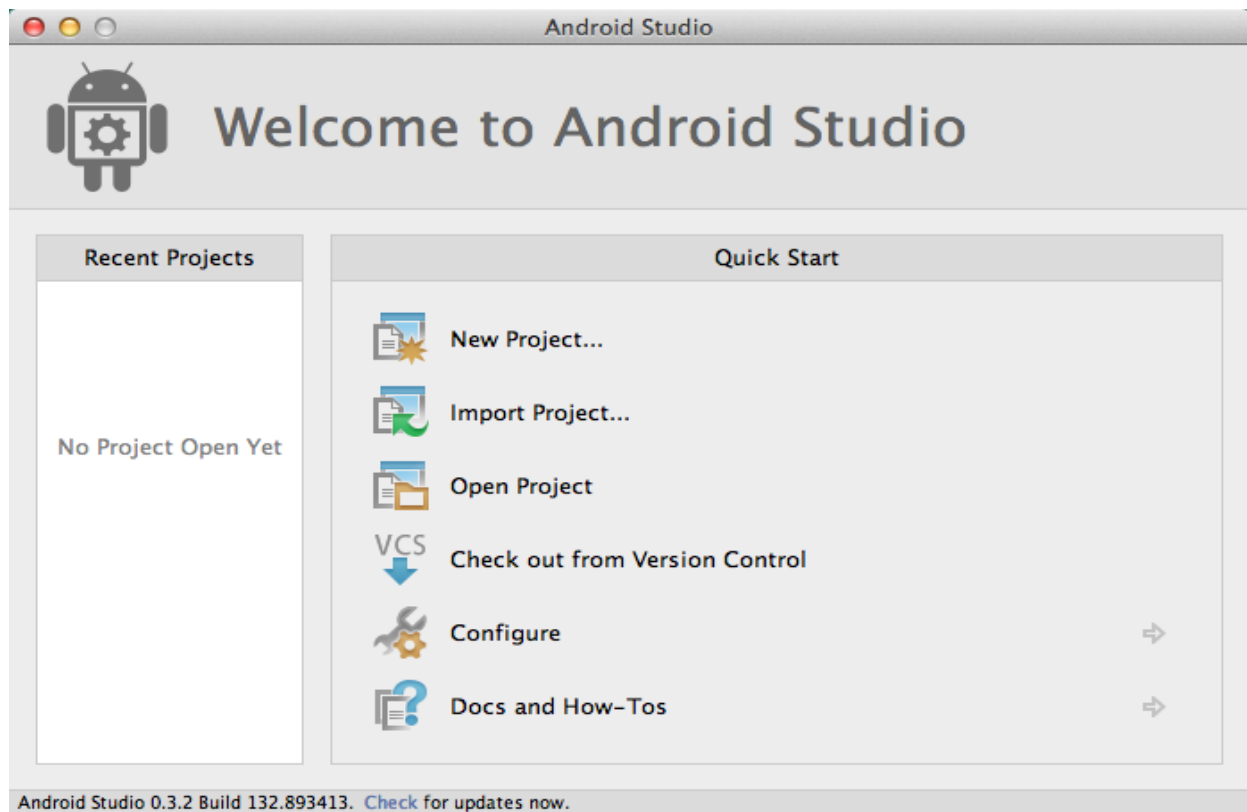 Android Studio
Welcome to Android Studio
Recent Projects
No Project Open Yet
Quick Start
New Project...
Import Project...
Open Project
VCS
Check out from Version Control
Configure
Docs and How-Tos
Android Studio 0.3.2 Build 132.893413. Check for updates now.